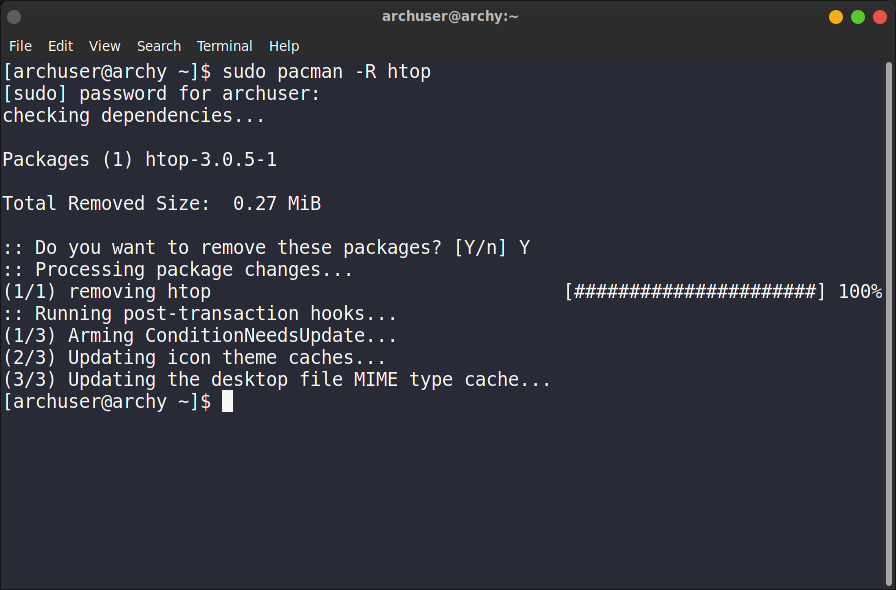 archuser@archy:~
File Edit View Search Terminal Help
[archuser@archy ~]$ sudo pacman -R htop
[sudo] password for archuser:
checking dependencies...
Packages (1) htop-3.0.5-1
Total Removed Size:  0.27 MiB
:: Do you want to remove these packages? [Y/n] Y
:: Processing package changes...
(1/1) removing htop [######################] 100%
:: Running post-transaction hooks...
(1/3) Arming ConditionNeedsUpdate...
(2/3) Updating icon theme caches...
(3/3) Updating the desktop file MIME type cache...
[archuser@archy ~]$